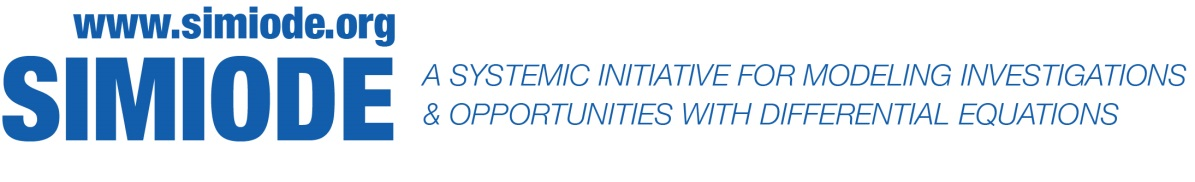 www.simiode.org
SIMIODE
A SYSTEMIC INITIATIVE FOR MODELING INVESTIGATIONS
& OPPORTUNITIES WITH DIFFERENTIAL EQUATIONS